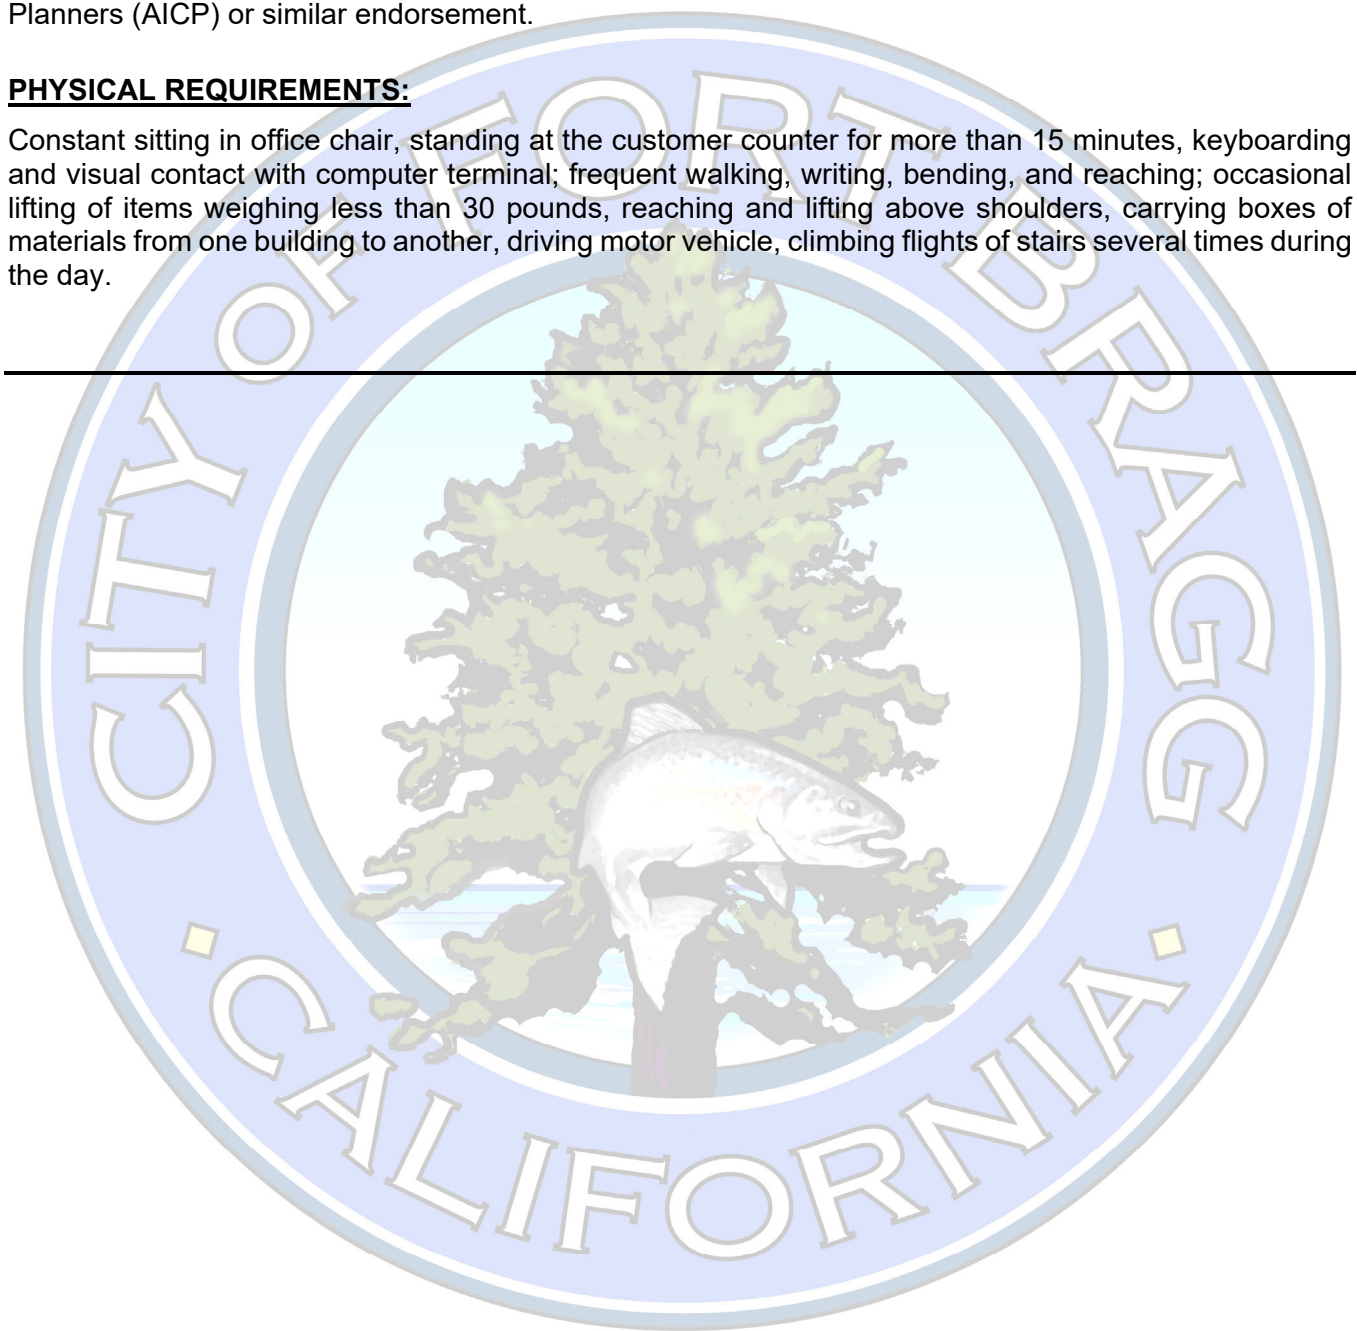 Planners (AICP) or similar endorsement.
PHYSICAL REQUIREMENTS:
Constant sitting in office chair, standing at the customer counter for more than 15 minutes, keyboarding
and visual contact with computer terminal; frequent walking, writing, bending, and reaching; occasional
lifting of items weighing less than 30 pounds, reaching and lifting above shoulders, carrying boxes of
materials from one building to another, driving motor vehicle, climbing flights of stairs several times during
the day.
CITY OF FORT BRAGG
CALIFORNIA